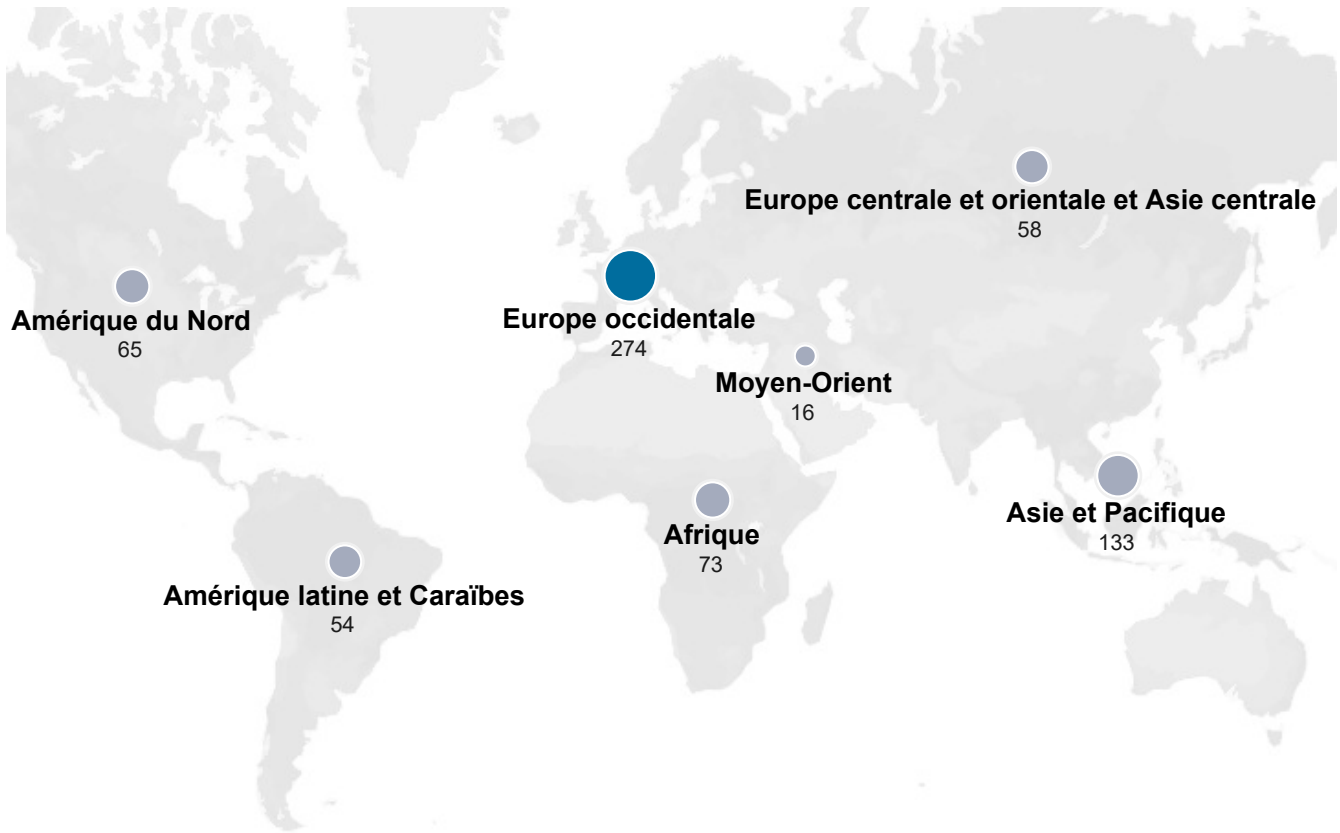 Europe centrale et orientale et Asie centrale
58
Amérique du Nord
65
Europe occidentale
274
Moyen-Orient
16
Asie et Pacifique
133
Afrique
73
Amérique latine et Caraïbes
54